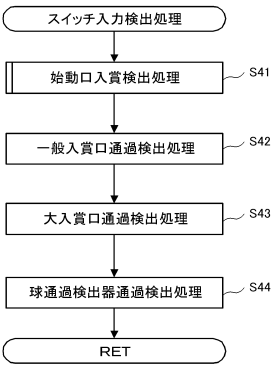 スイッチ入力検出処理
始動口入賞検出処理
S41
一般入賞口通過検出処理
S42
大入賞口通過検出処理
S43
球通過検出器通過検出処理
S44
RET